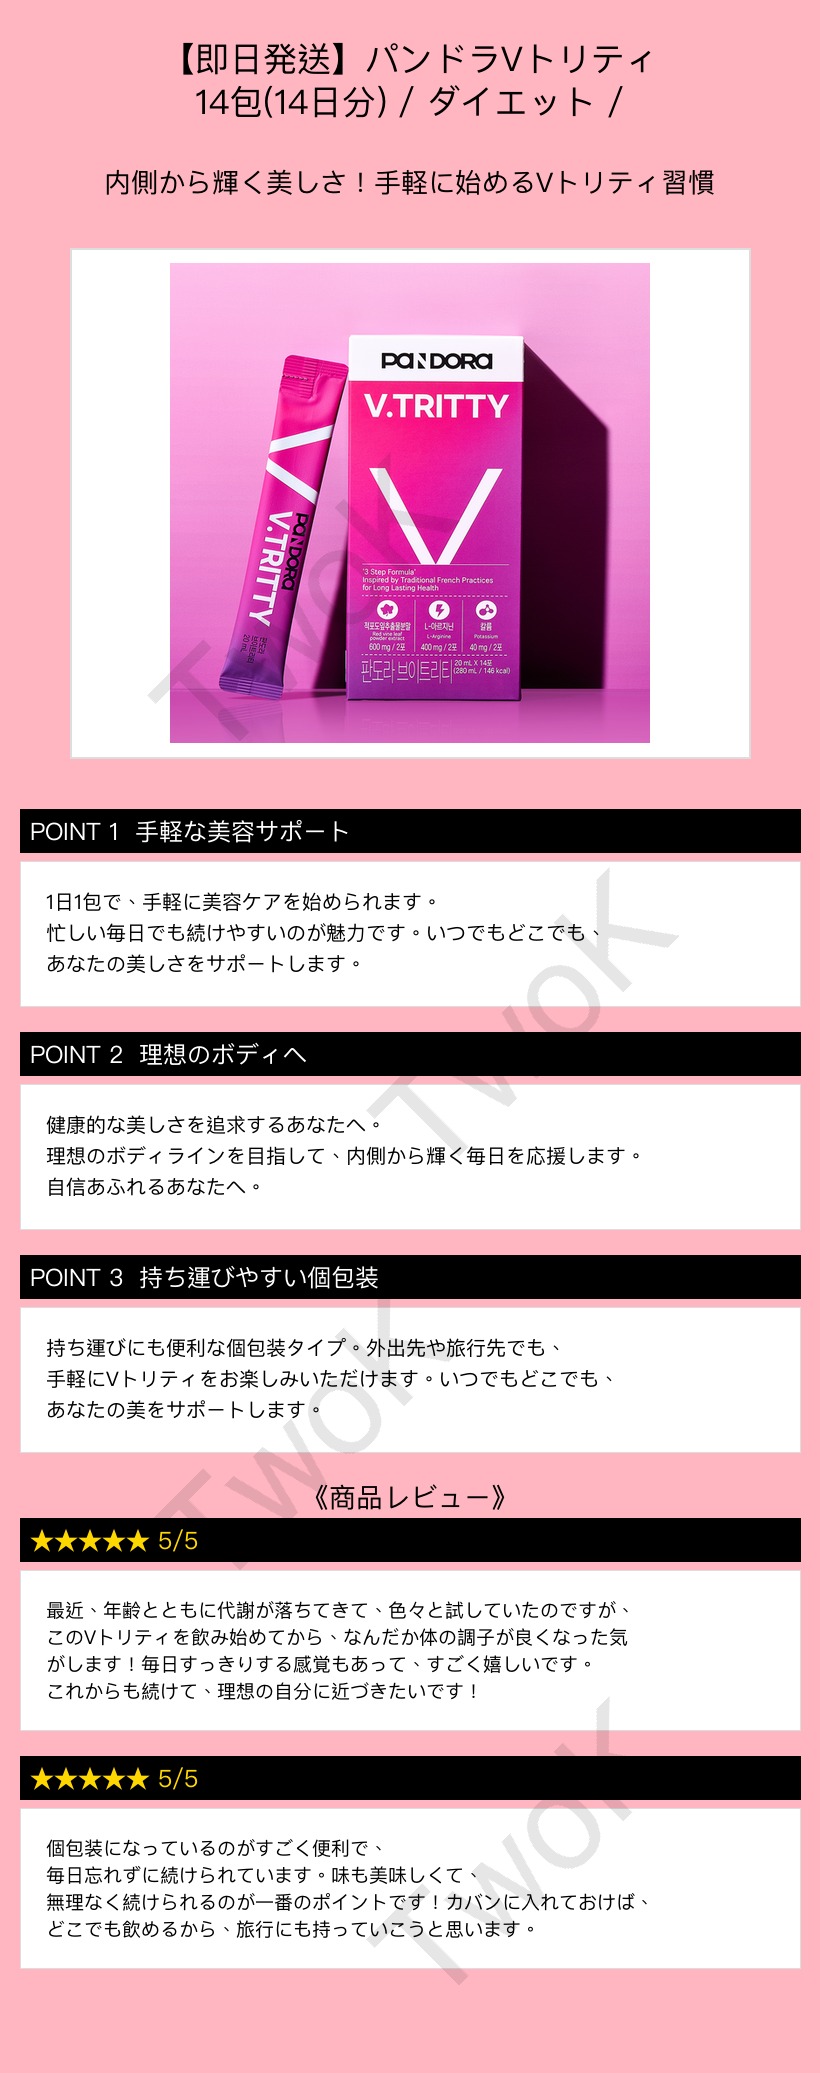 【即日発送】パンドラVトリティ
14包(14日分) / ダイエット /
内側から輝く美しさ！手軽に始めるVトリティ習慣
PANDORA
V.TRITTY
V
'3 Step Formula'
Inspired by Traditional French Practices
for Long Lasting Health
적포도잎추출물분말 L-아르지닌 칼륨
Red vine leaf powder extract L-Arginine Potassium
600 mg / 2포 400 mg / 2포 40 mg / 2포
판도라 브이트리티 20 mL X 14포
(280 mL / 146 kcal)
V
PANDORA
V.TRITTY
판도라
브이트리티
20 mL
POINT 1 手軽な美容サポート
1日1包で、手軽に美容ケアを始められます。
忙しい毎日でも続けやすいのが魅力です。いつでもどこでも、
あなたの美しさをサポートします。
POINT 2 理想のボディへ
健康的な美しさを追求するあなたへ。
理想のボディラインを目指して、内側から輝く毎日を応援します。
自信あふれるあなたへ。
POINT 3 持ち運びやすい個包装
持ち運びにも便利な個包装タイプ。外出先や旅行先でも、
手軽にVトリティをお楽しみいただけます。いつでもどこでも、
あなたの美をサポートします。
《商品レビュー》
★★★★★ 5/5
最近、年齢とともに代謝が落ちてきて、色々と試していたのですが、
このVトリティを飲み始めてから、なんだか体の調子が良くなった気
がします！毎日すっきりする感覚もあって、すごく嬉しいです。
これからも続けて、理想の自分に近づきたいです！
★★★★★ 5/5
個包装になっているのがすごく便利で、
毎日忘れずに続けられています。味も美味しくて、
無理なく続けられるのが一番のポイントです！カバンに入れておけば、
どこでも飲めるから、旅行にも持っていこうと思います。
TwoK
TwoK
TwoK
TwoK